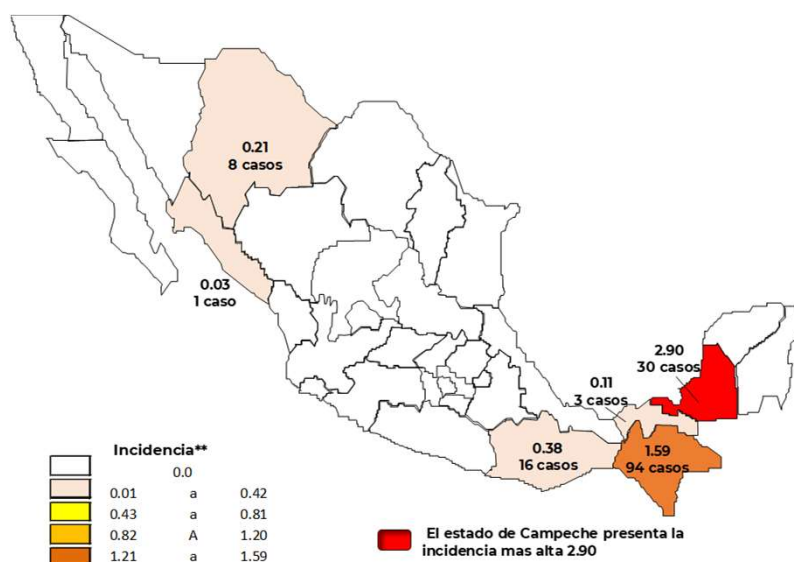 0.21
8 casos
0.03
1 caso
2.90
30 casos
0.11
3 casos
0.38
16 casos
1.59
94 casos
Incidencia**
0.0
0.01 a 0.42
0.43 a 0.81
0.82 A 1.20
1.21 a 1.59
El estado de Campeche presenta la
incidencia mas alta 2.90